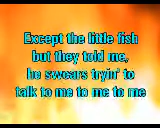 Except the little fish
but they told me,
he swears tryin' to
talk to me to me to me